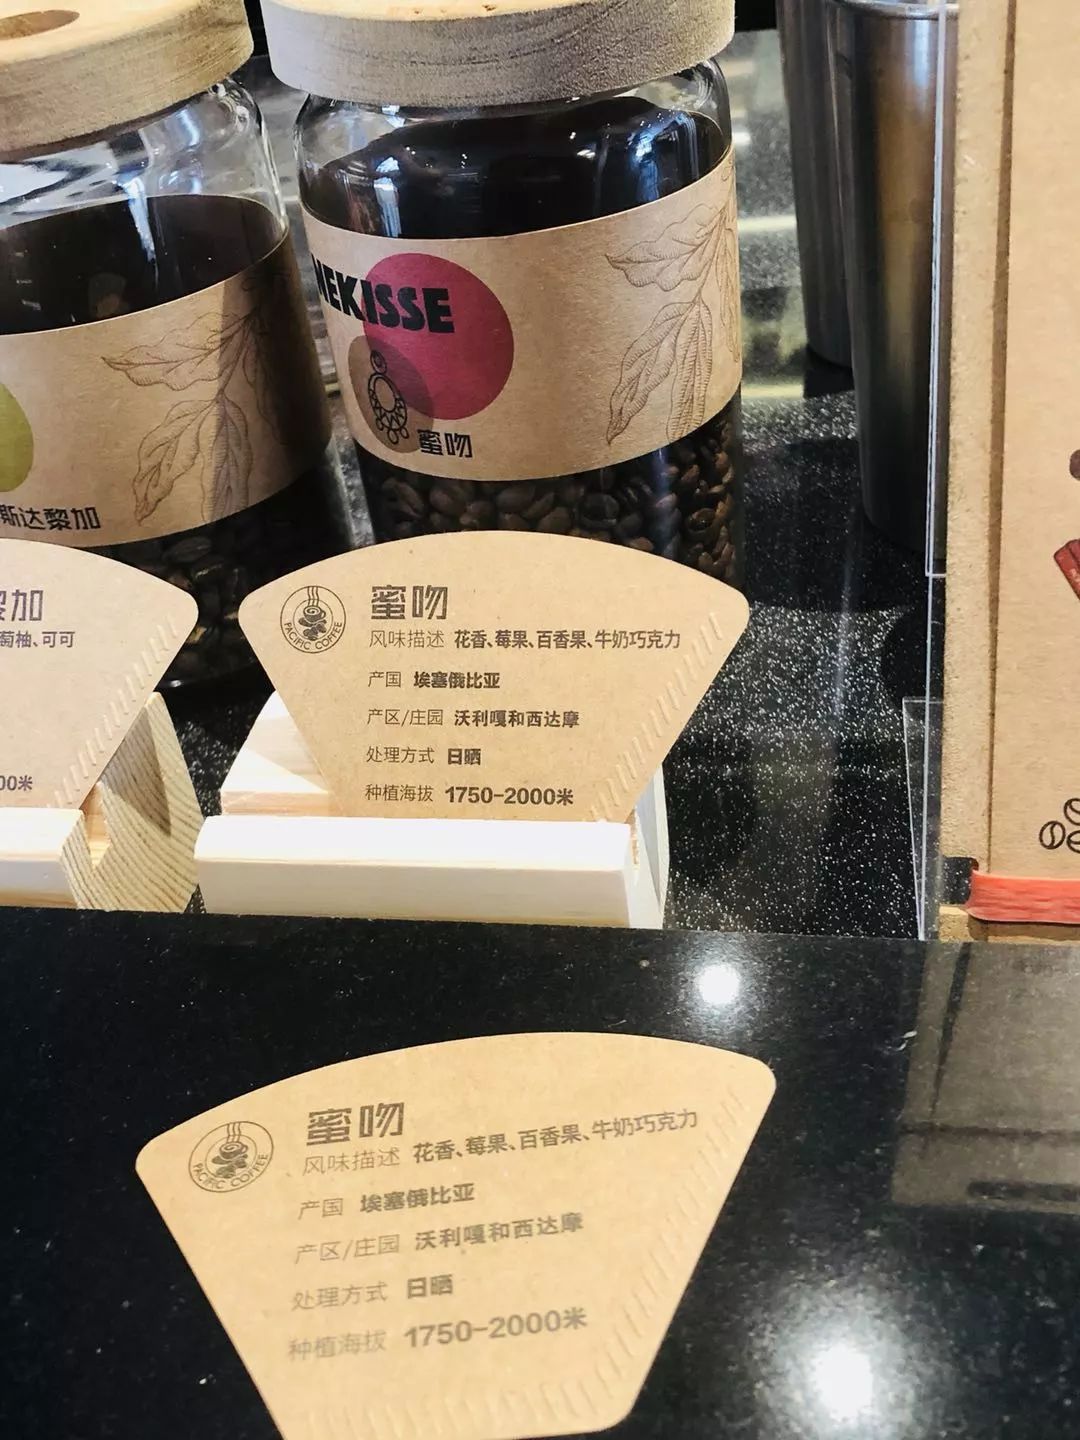 NEKISSE
蜜吻
斯达黎加
加
萄柚、可可
00米
PACIFIC COFFEE
蜜吻
风味描述 花香、莓果、百香果、牛奶巧克力
产国 埃塞俄比亚
产区/庄园 沃利嘎和西达摩
处理方式 日晒
种植海拔 1750-2000米
PACIFIC COFFEE
蜜吻
风味描述 花香、莓果、百香果、牛奶巧克力
产国 埃塞俄比亚
产区/庄园 沃利嘎和西达摩
处理方式 日晒
种植海拔 1750-2000米